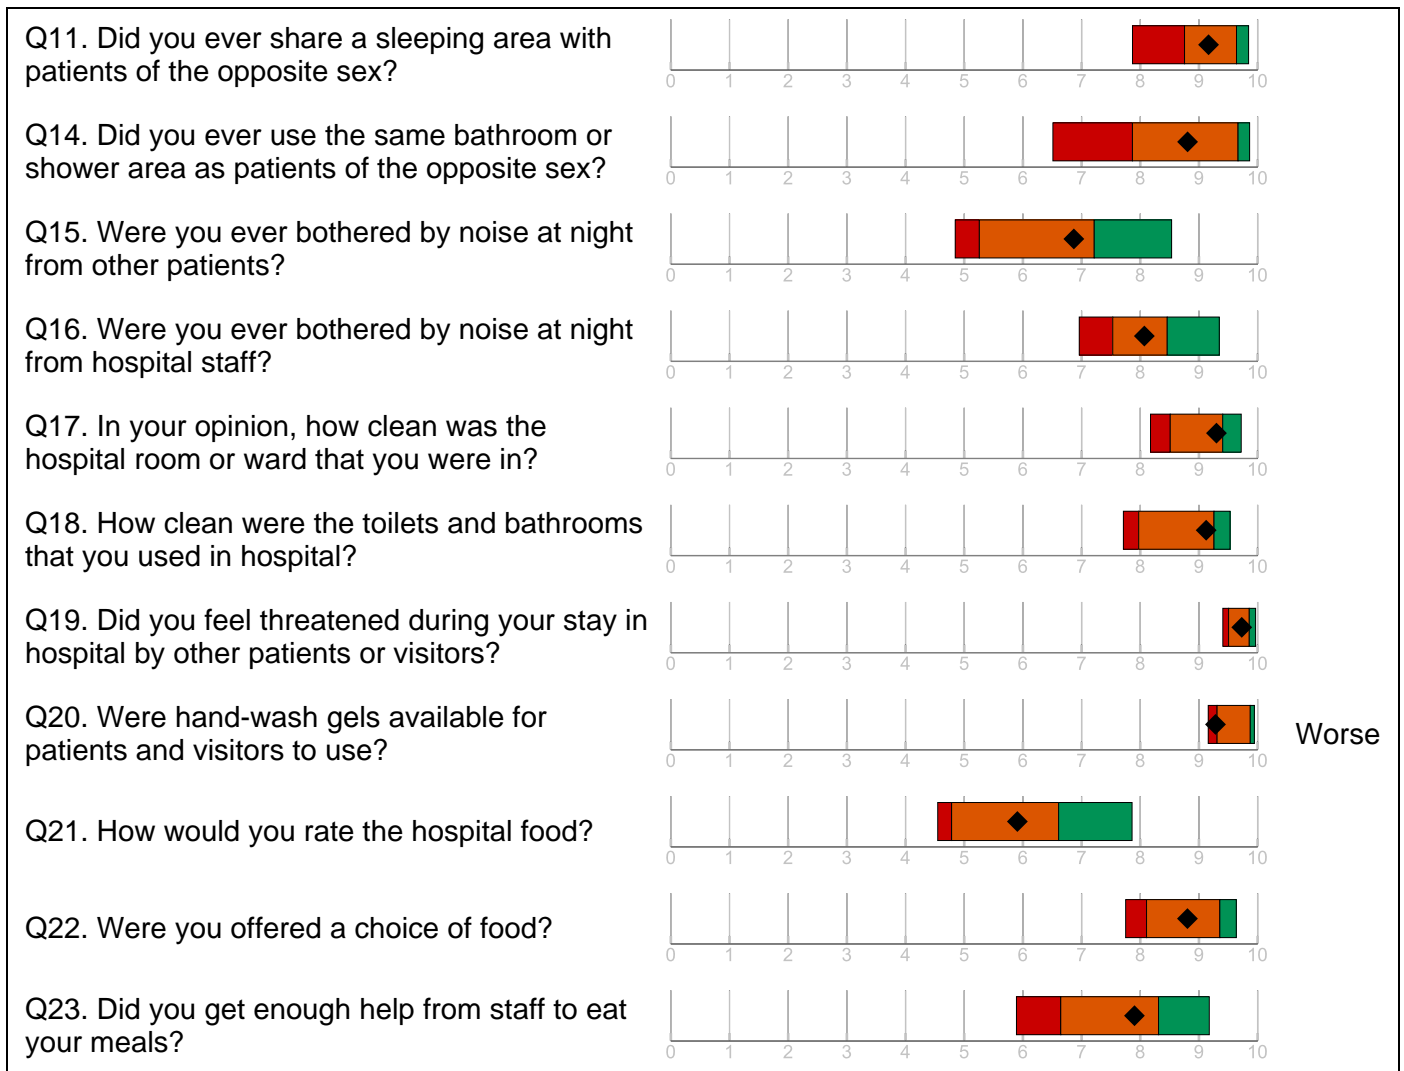 Q11. Did you ever share a sleeping area with
patients of the opposite sex?
0 1 2 3 4 5 6 7 8 9 10
Q14. Did you ever use the same bathroom or
shower area as patients of the opposite sex?
0 1 2 3 4 5 6 7 8 9 10
Q15. Were you ever bothered by noise at night
from other patients?
0 1 2 3 4 5 6 7 8 9 10
Q16. Were you ever bothered by noise at night
from hospital staff?
0 1 2 3 4 5 6 7 8 9 10
Q17. In your opinion, how clean was the
hospital room or ward that you were in?
0 1 2 3 4 5 6 7 8 9 10
Q18. How clean were the toilets and bathrooms
that you used in hospital?
0 1 2 3 4 5 6 7 8 9 10
Q19. Did you feel threatened during your stay in
hospital by other patients or visitors?
0 1 2 3 4 5 6 7 8 9 10
Q20. Were hand-wash gels available for
patients and visitors to use?
Worse
0 1 2 3 4 5 6 7 8 9 10
Q21. How would you rate the hospital food?
0 1 2 3 4 5 6 7 8 9 10
Q22. Were you offered a choice of food?
0 1 2 3 4 5 6 7 8 9 10
Q23. Did you get enough help from staff to eat
your meals?
0 1 2 3 4 5 6 7 8 9 10